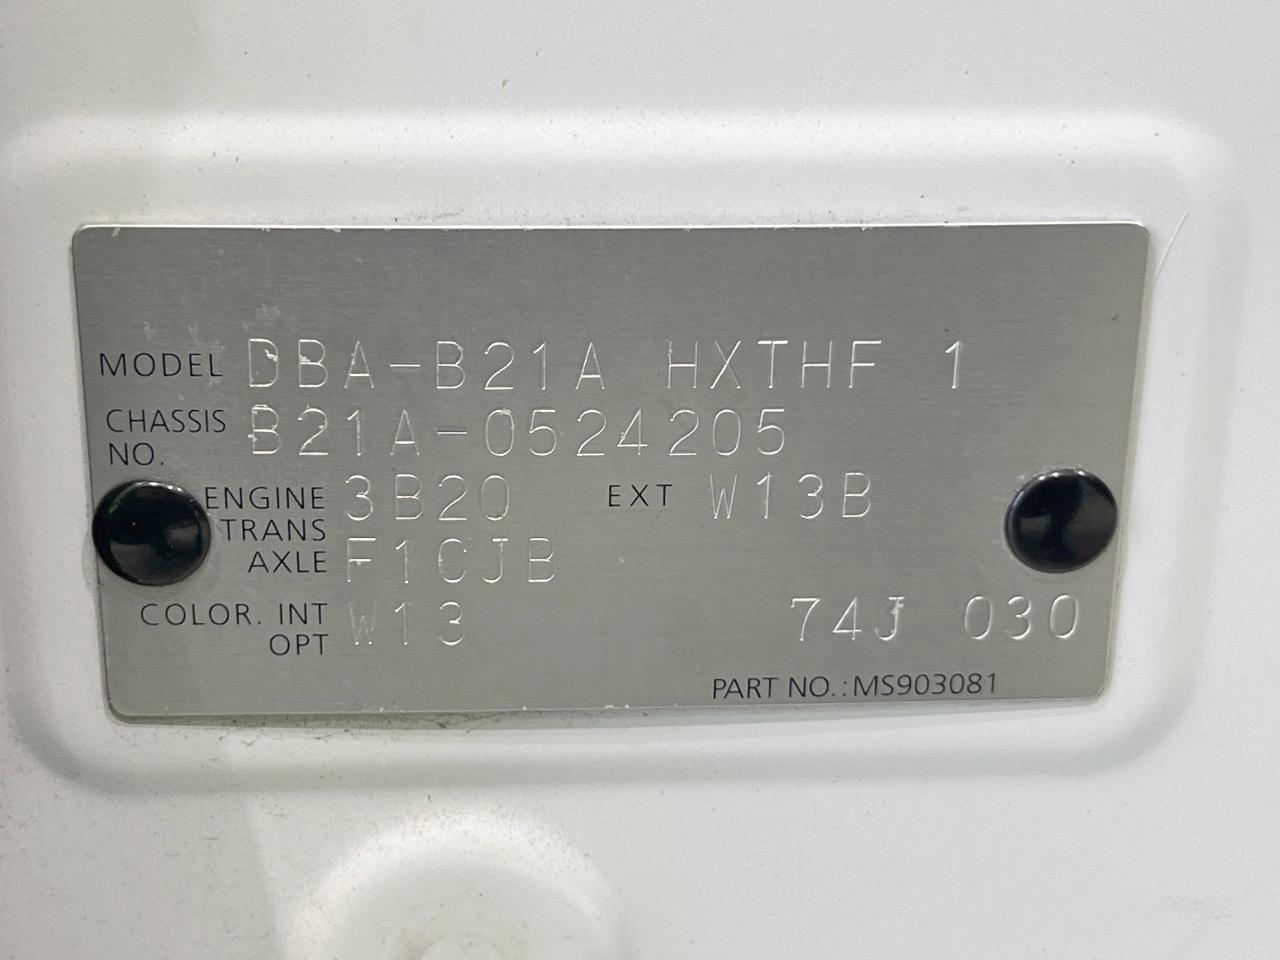 MODEL DBA-B21A HXTHF 1
CHASSIS NO. B21A-0524205
ENGINE 3B20 EXT W13B
TRANS AXLE F1CJB
COLOR. INT OPT W13 74J 030
PART NO.: MS903081